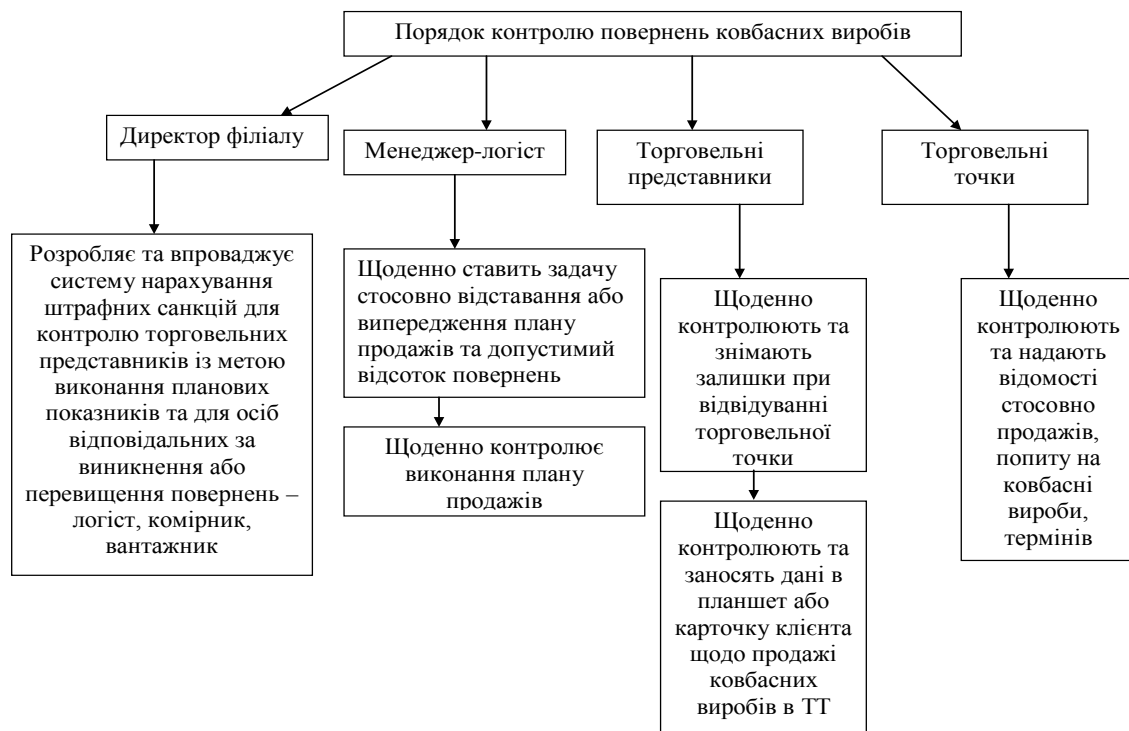 Порядок контролю повернень ковбасних виробів
Директор філіалу
Менеджер-логіст
Торговельні
представники
Торговельні
точки
Розробляє та впроваджує
систему нарахування
штрафних санкцій для
контролю торговельних
представників із метою
виконання планових
показників та для осіб
відповідальних за
виникнення або
перевищення повернень –
логіст, комірник,
вантажник
Щоденно ставить задачу
стосовно відставання або
випередження плану
продажів та допустимий
відсоток повернень
Щоденно контролює
виконання плану
продажів
Щоденно
контролюють та
знімають
залишки при
відвідуванні
торговельної
точки
Щоденно
контролюють та
заносять дані в
планшет або
карточку клієнта
щодо продажі
ковбасних
виробів в ТТ
Щоденно
контролюють
та надають
відомості
стосовно
продажів,
попиту на
ковбасні
вироби,
термінів